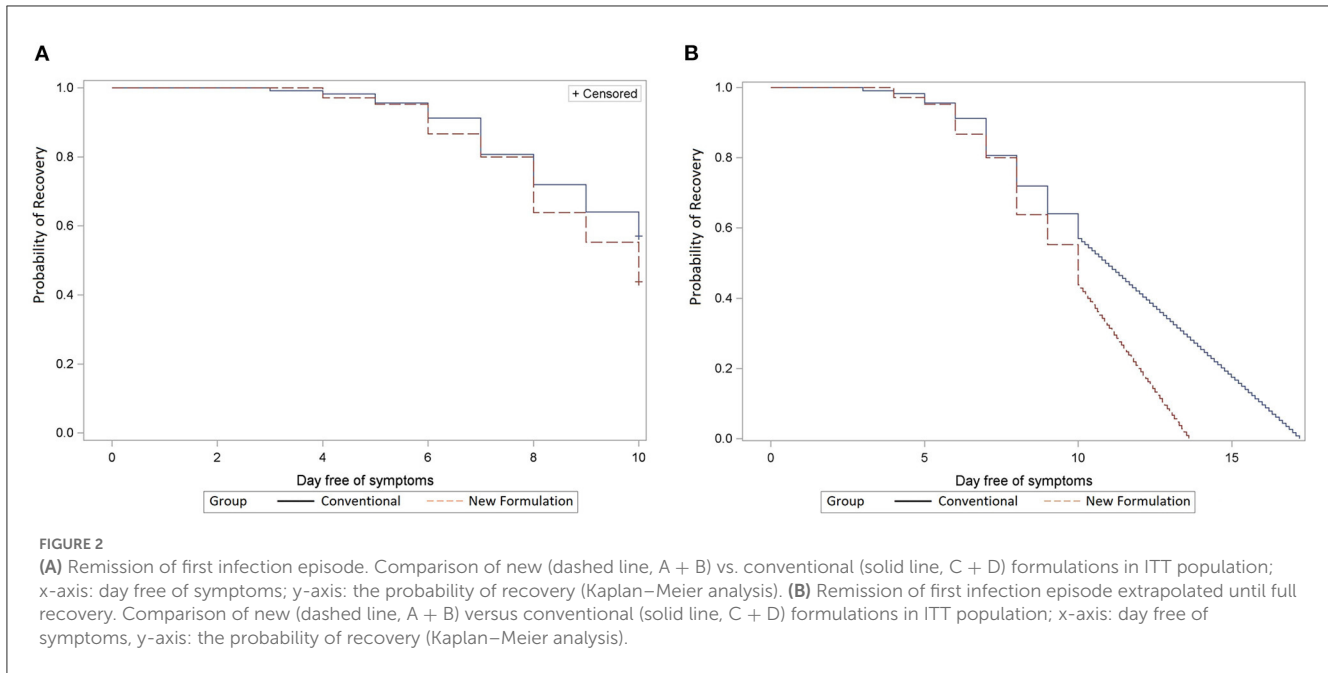 A
1.0
0.8
0.6
0.4
0.2
0.0
Probability of Recovery
+ Censored
0 2 4 6 8 10
Day free of symptoms
Group Conventional New Formulation
B
1.0
0.8
0.6
0.4
0.2
0.0
Probability of Recovery
0 5 10 15
Day free of symptoms
Group Conventional New Formulation
FIGURE 2
(A) Remission of first infection episode. Comparison of new (dashed line, A + B) vs. conventional (solid line, C + D) formulations in ITT population;
x-axis: day free of symptoms; y-axis: the probability of recovery (Kaplan–Meier analysis). (B) Remission of first infection episode extrapolated until full
recovery. Comparison of new (dashed line, A + B) versus conventional (solid line, C + D) formulations in ITT population; x-axis: day free of
symptoms, y-axis: the probability of recovery (Kaplan–Meier analysis).